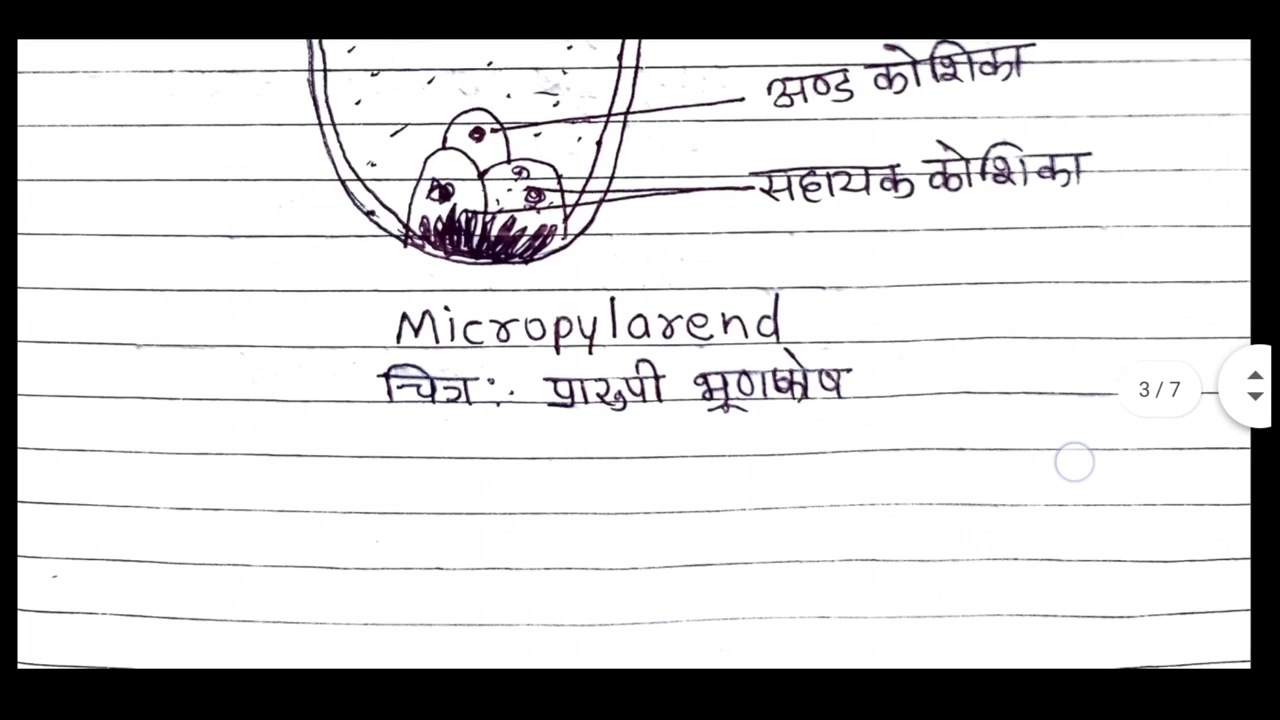 अण्ड कोशिका
सहायक कोशिका
Micropylarend
चित्र :- प्रारुपी भ्रूणकोष
3 / 7